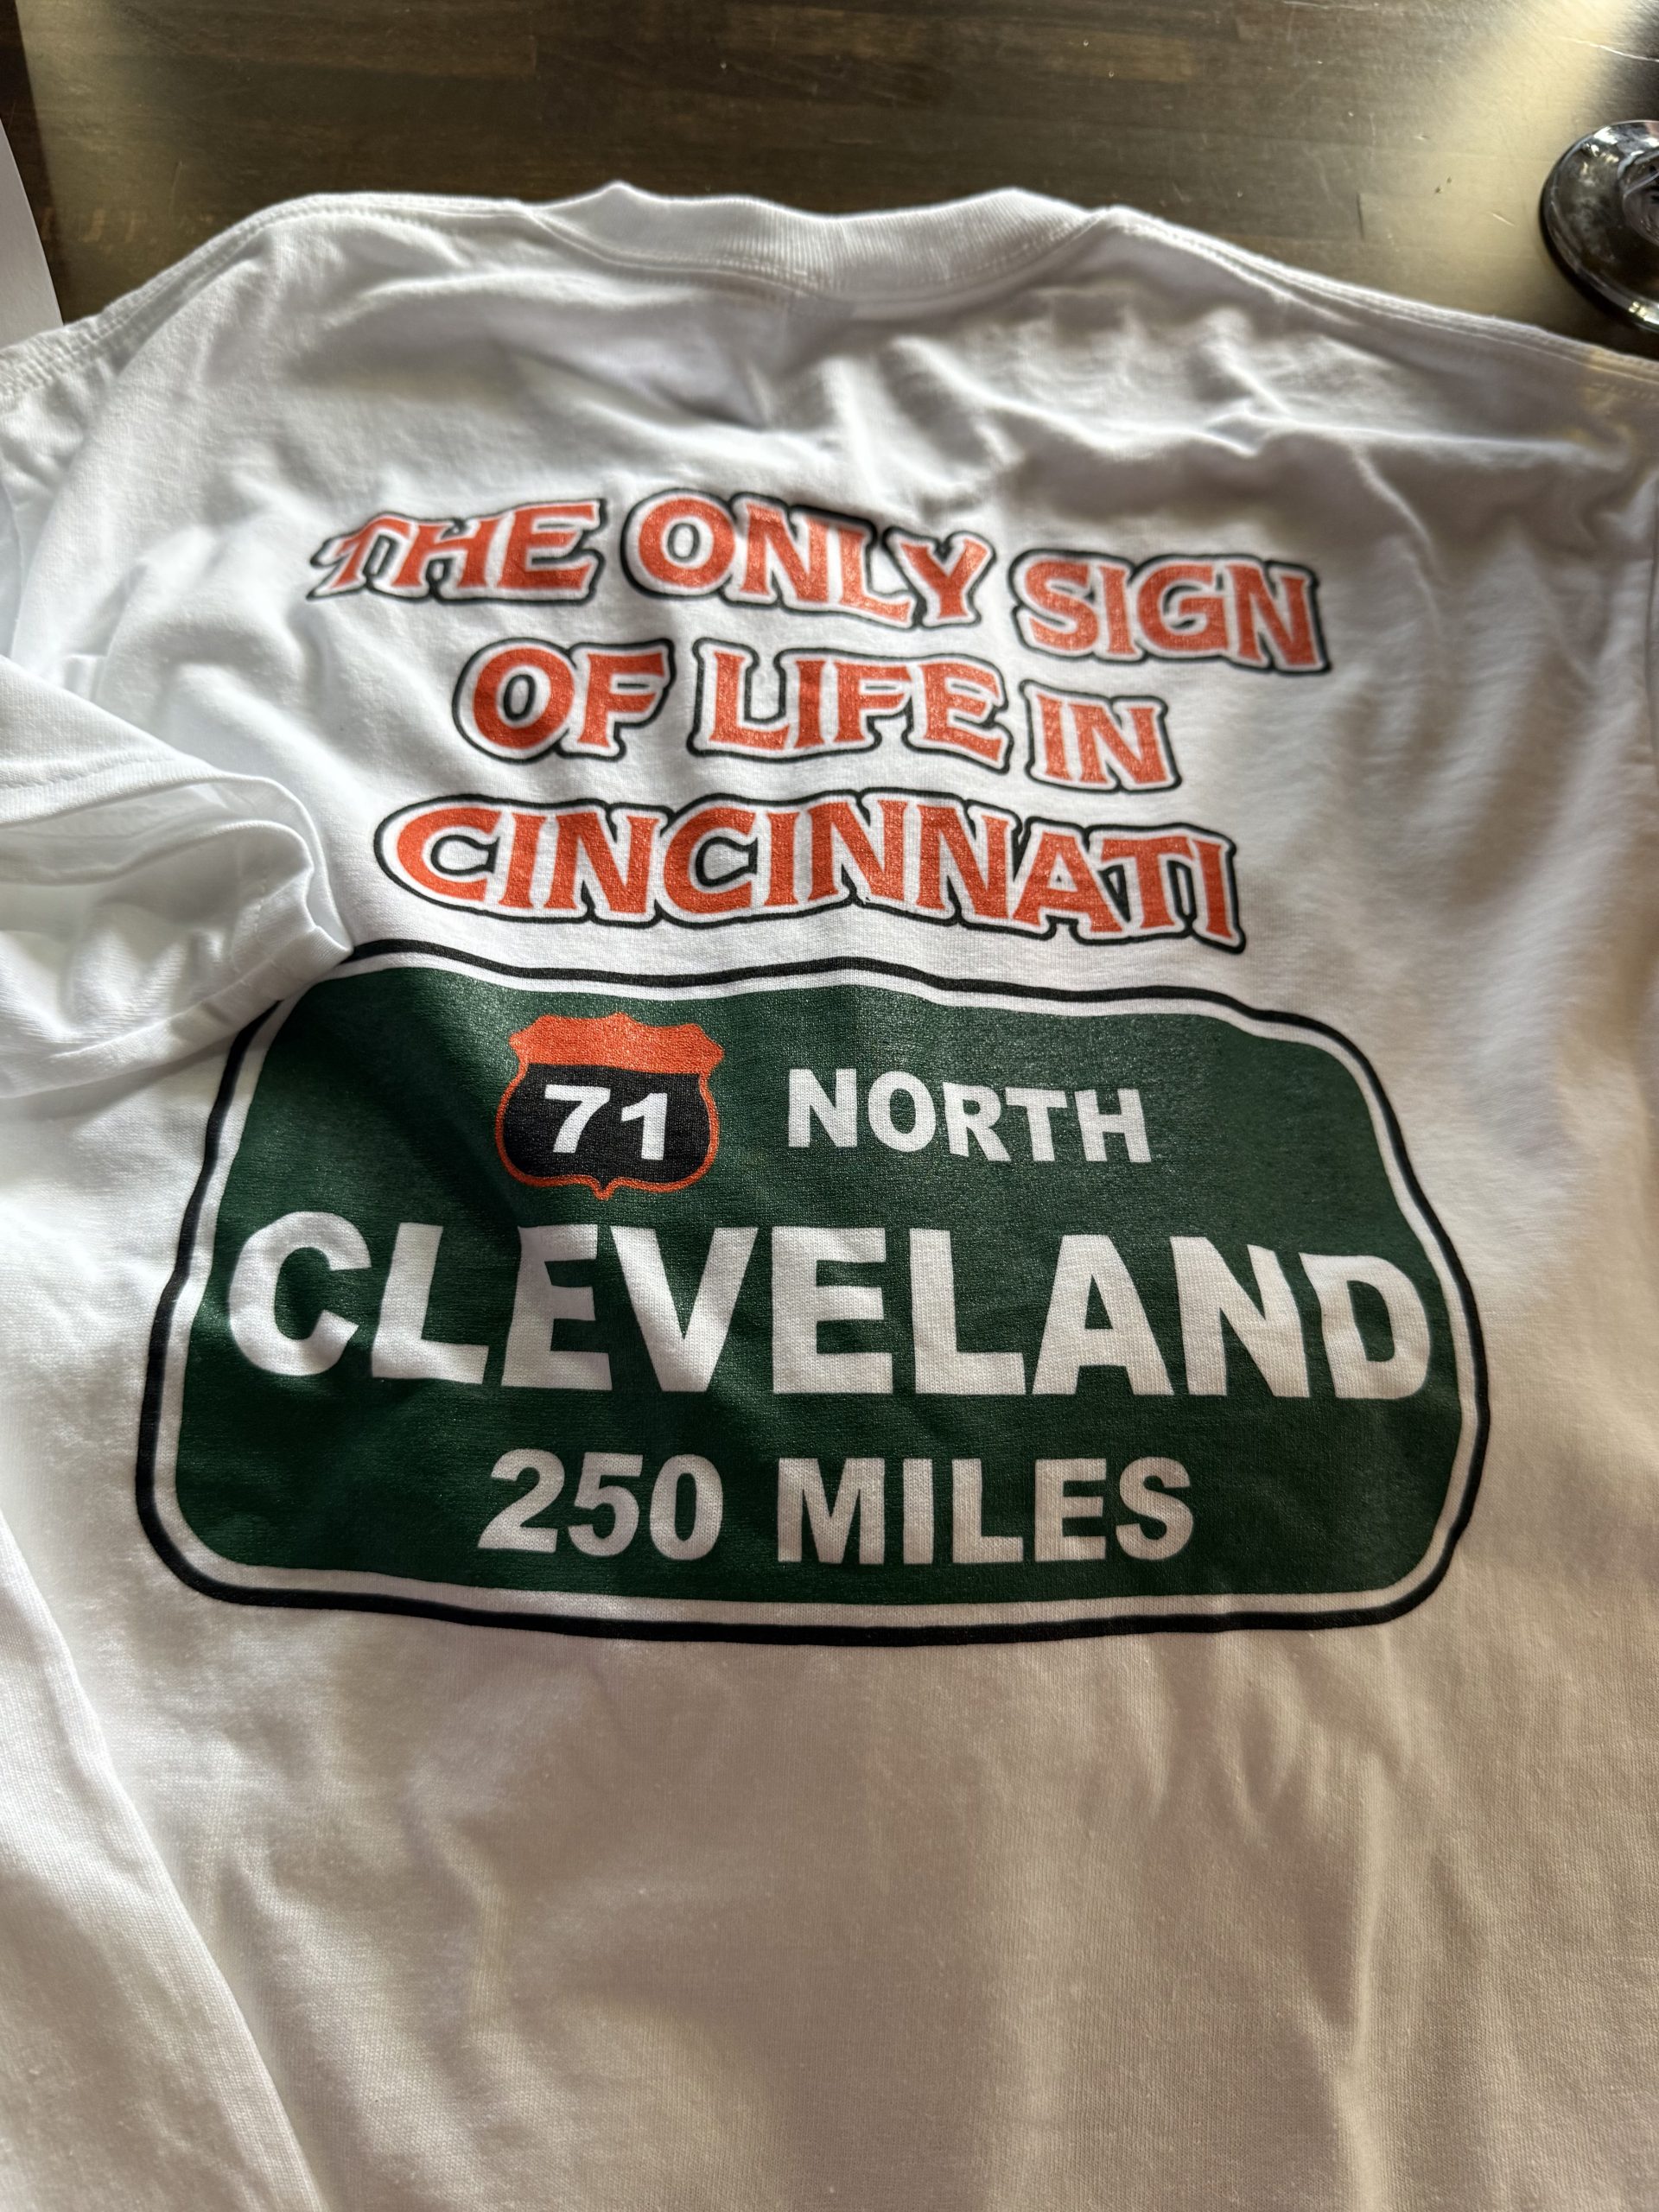 THE ONLY SIGN
OF LIFE IN
CINCINNATI
71 NORTH
CLEVELAND
250 MILES